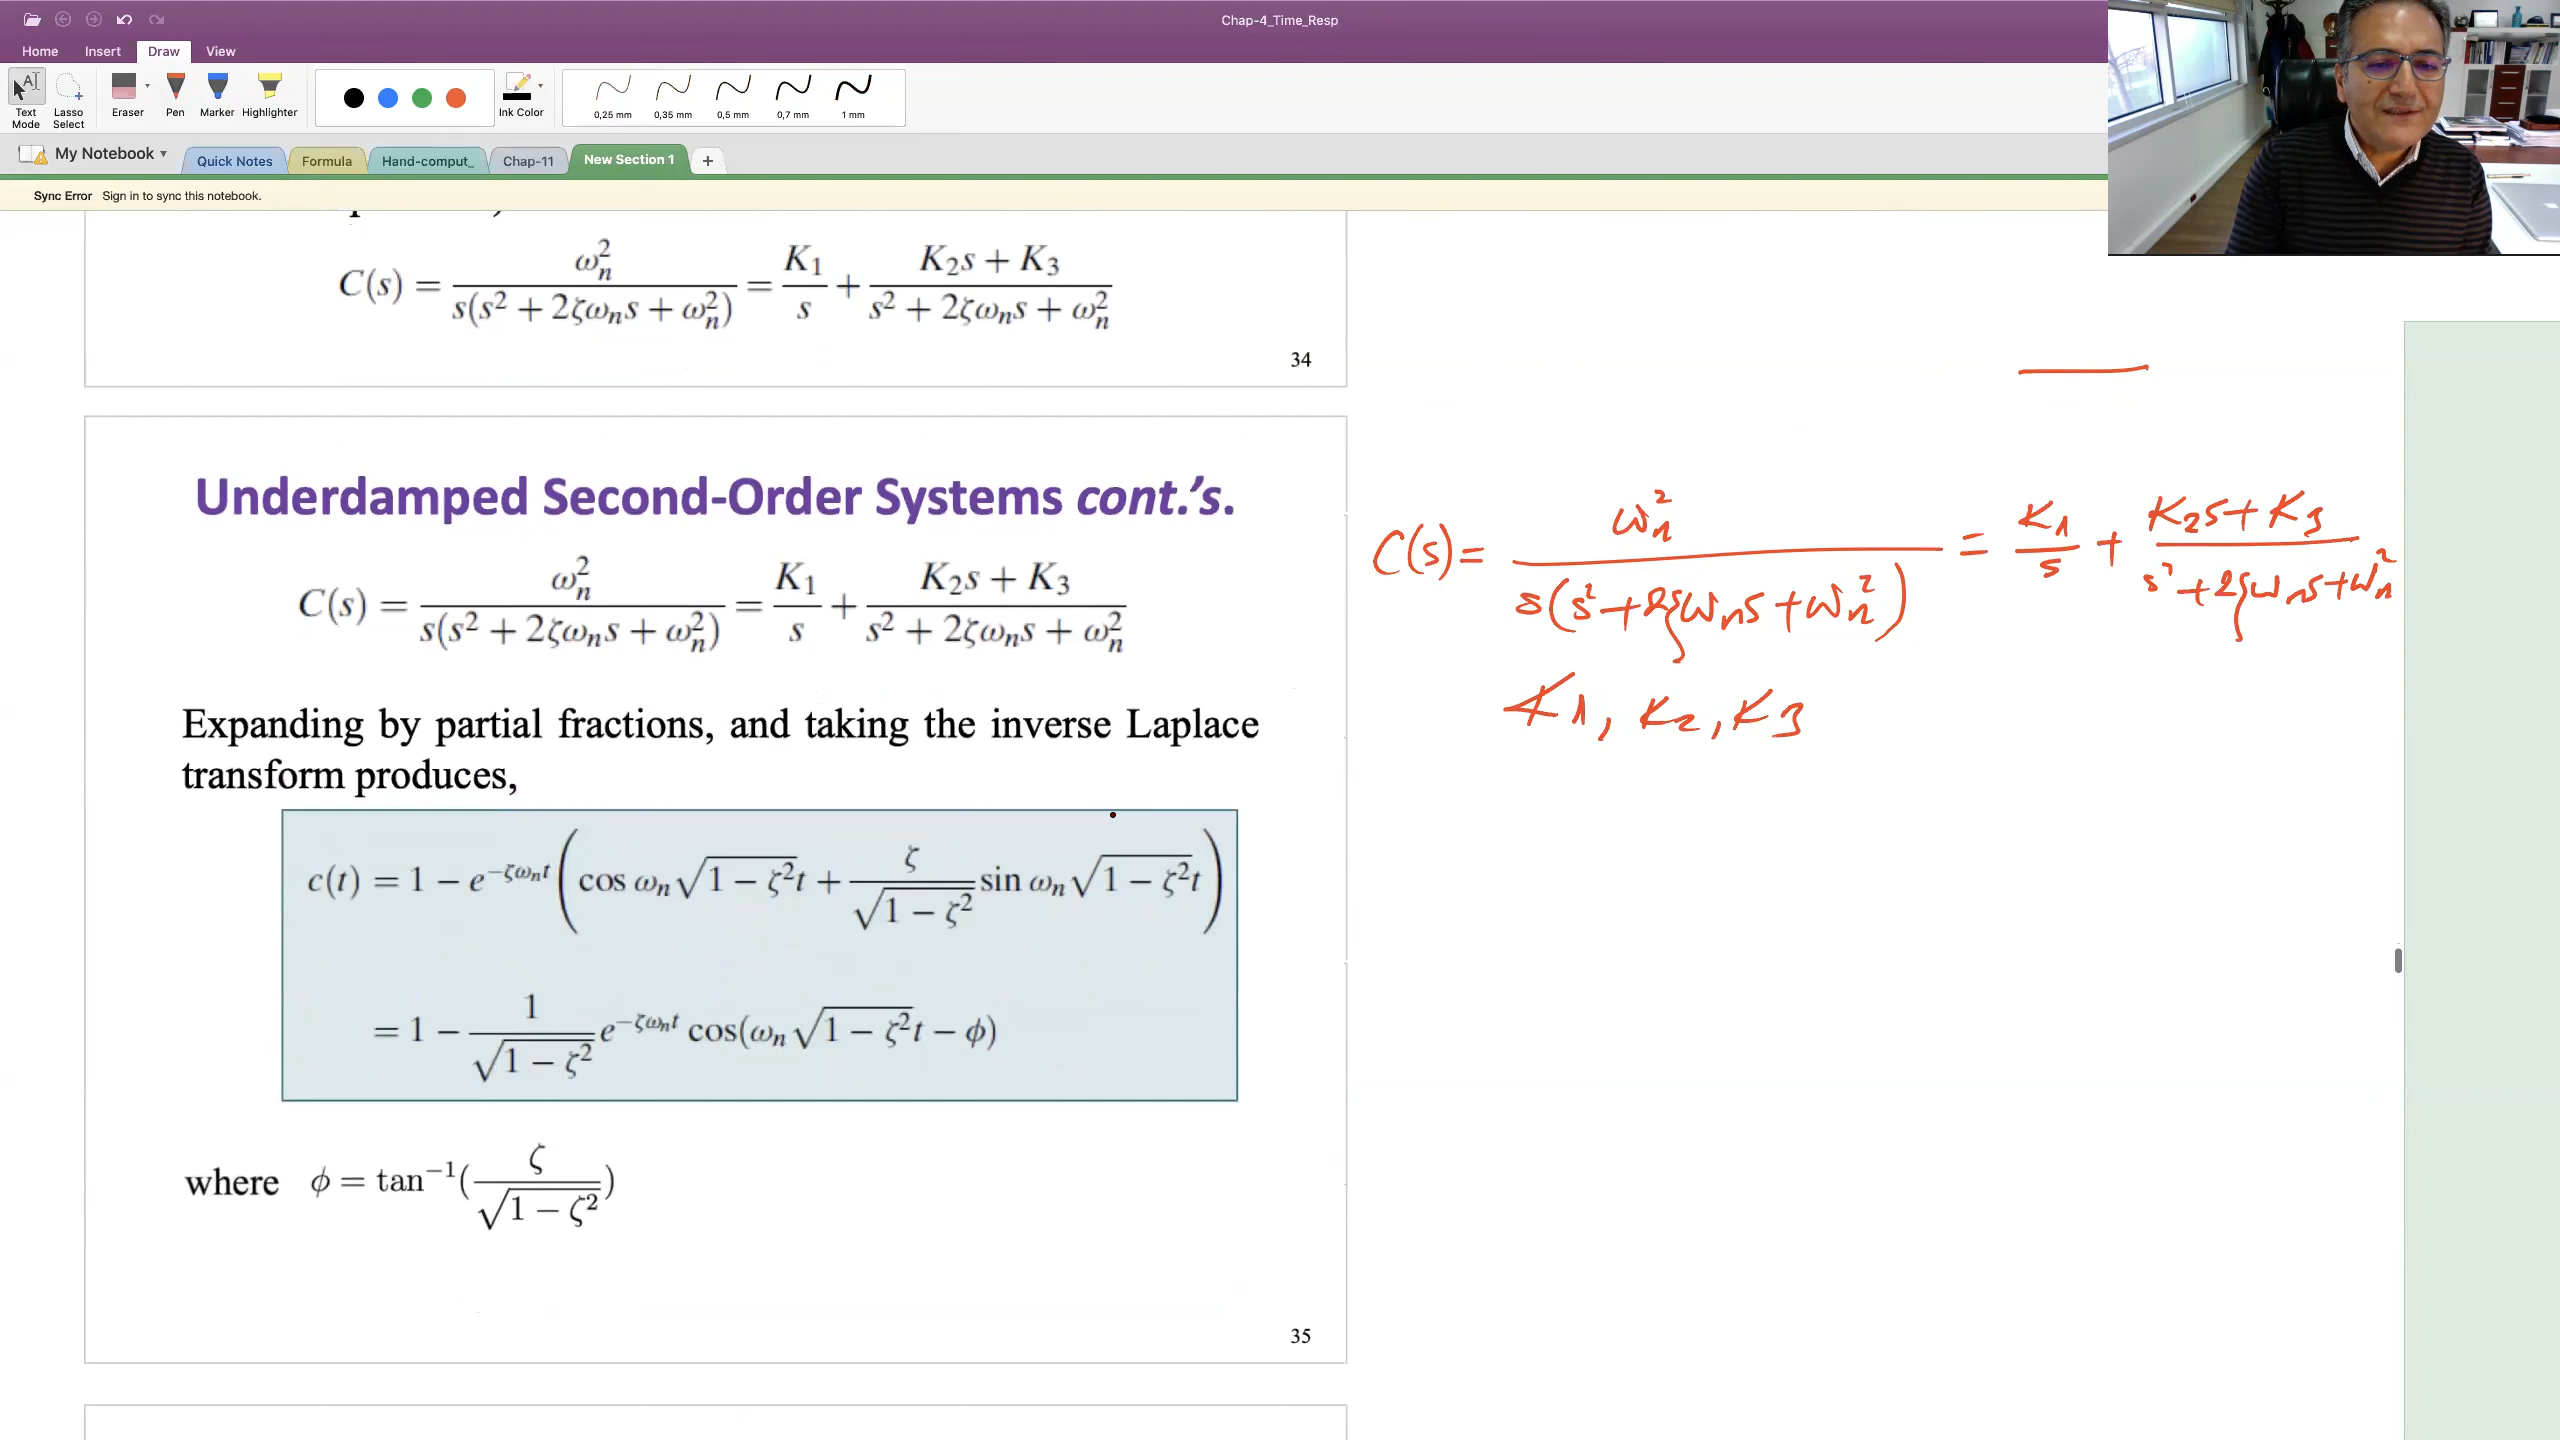 Chap-4_Time_Resp
Home Insert Draw View
Text Mode
Lasso Select
Eraser
Pen
Marker
Highlighter
Ink Color
0,25 mm 0,35 mm 0,5 mm 0,7 mm 1 mm
My Notebook
Quick Notes Formula Hand-comput_ Chap-11 New Section 1 +
Sync Error Sign in to sync this notebook.
C(s) = ω_n^2 / s(s^2 + 2ζω_n s + ω_n^2) = K_1/s + (K_2 s + K_3)/(s^2 + 2ζω_n s + ω_n^2)
34
Underdamped Second-Order Systems cont.’s.
C(s) = ω_n^2 / s(s^2 + 2ζω_n s + ω_n^2) = K_1/s + (K_2 s + K_3)/(s^2 + 2ζω_n s + ω_n^2)
Expanding by partial fractions, and taking the inverse Laplace
transform produces,
c(t) = 1 − e^{−ζω_n t} ( cos ω_n √(1 − ζ^2) t + ζ/√(1 − ζ^2) sin ω_n √(1 − ζ^2) t )
= 1 − 1/√(1 − ζ^2) e^{−ζω_n t} cos(ω_n √(1 − ζ^2) t − ϕ)
where ϕ = tan^{−1}(ζ/√(1 − ζ^2))
35
C(s) = ω_n^2 / s(s^2 + 2ζω_n s + ω_n^2) = K_1/s + (K_2 s + K_3)/(s^2 + 2ζω_n s + ω_n^2)
K_1, K_2, K_3